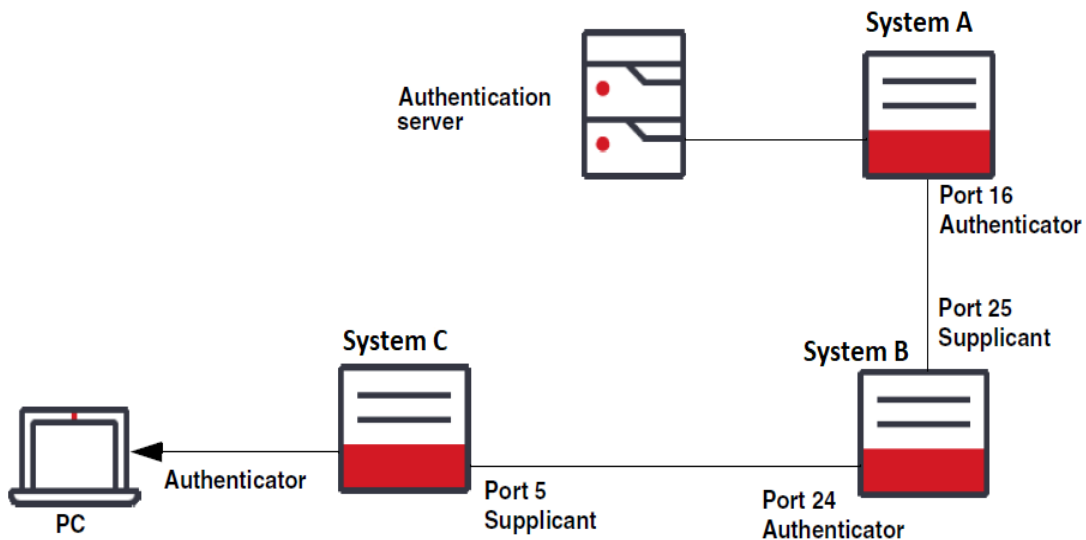 System A
Authentication
server
Port 16
Authenticator
Port 25
Supplicant
System C
System B
Authenticator
PC
Port 5
Supplicant
Port 24
Authenticator